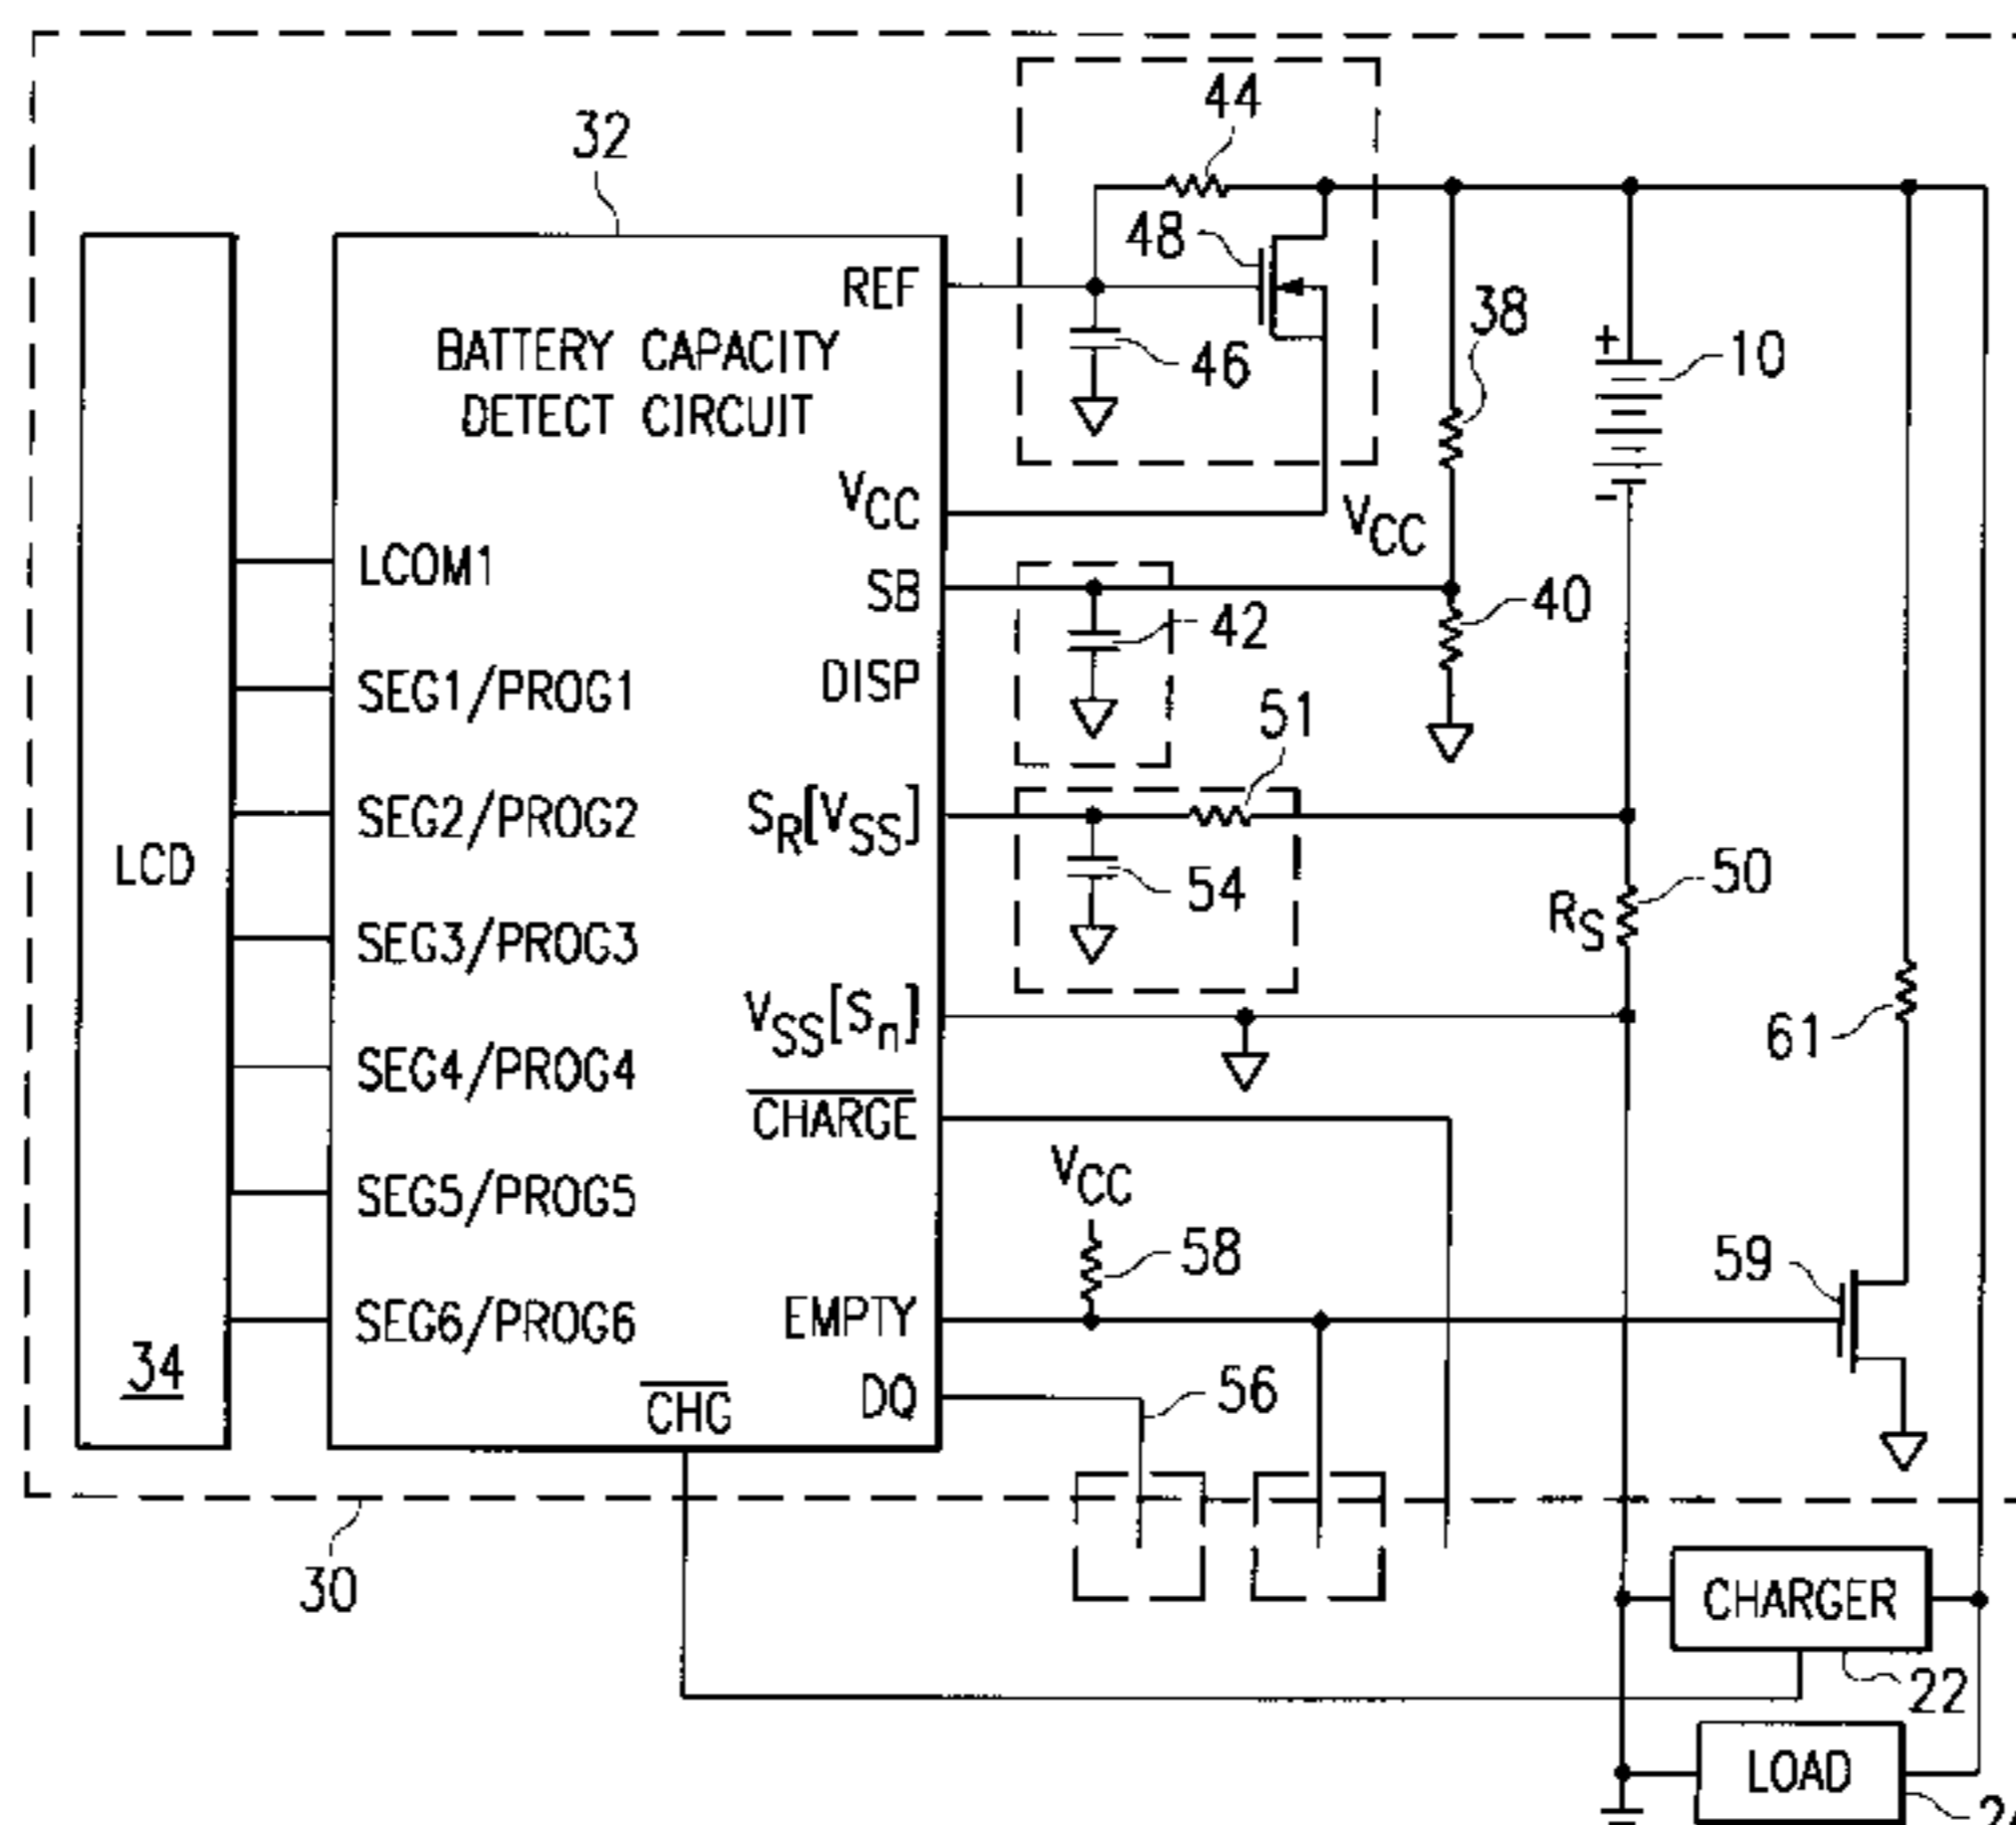 44
32
48
REF
38
BATTERY CAPACITY
DETECT CIRCUIT
46
+
10
-
VCC
VCC
LCOM1
SB
40
42
SEG1/PROG1
DISP
51
SEG2/PROG2
SR[VSS]
LCD
54
50
RS
SEG3/PROG3
VSS[Sn]
61
SEG4/PROG4
CHARGE
VCC
SEG5/PROG5
58
59
SEG6/PROG6
EMPTY
34
CHG
DQ
56
30
CHARGER
22
LOAD